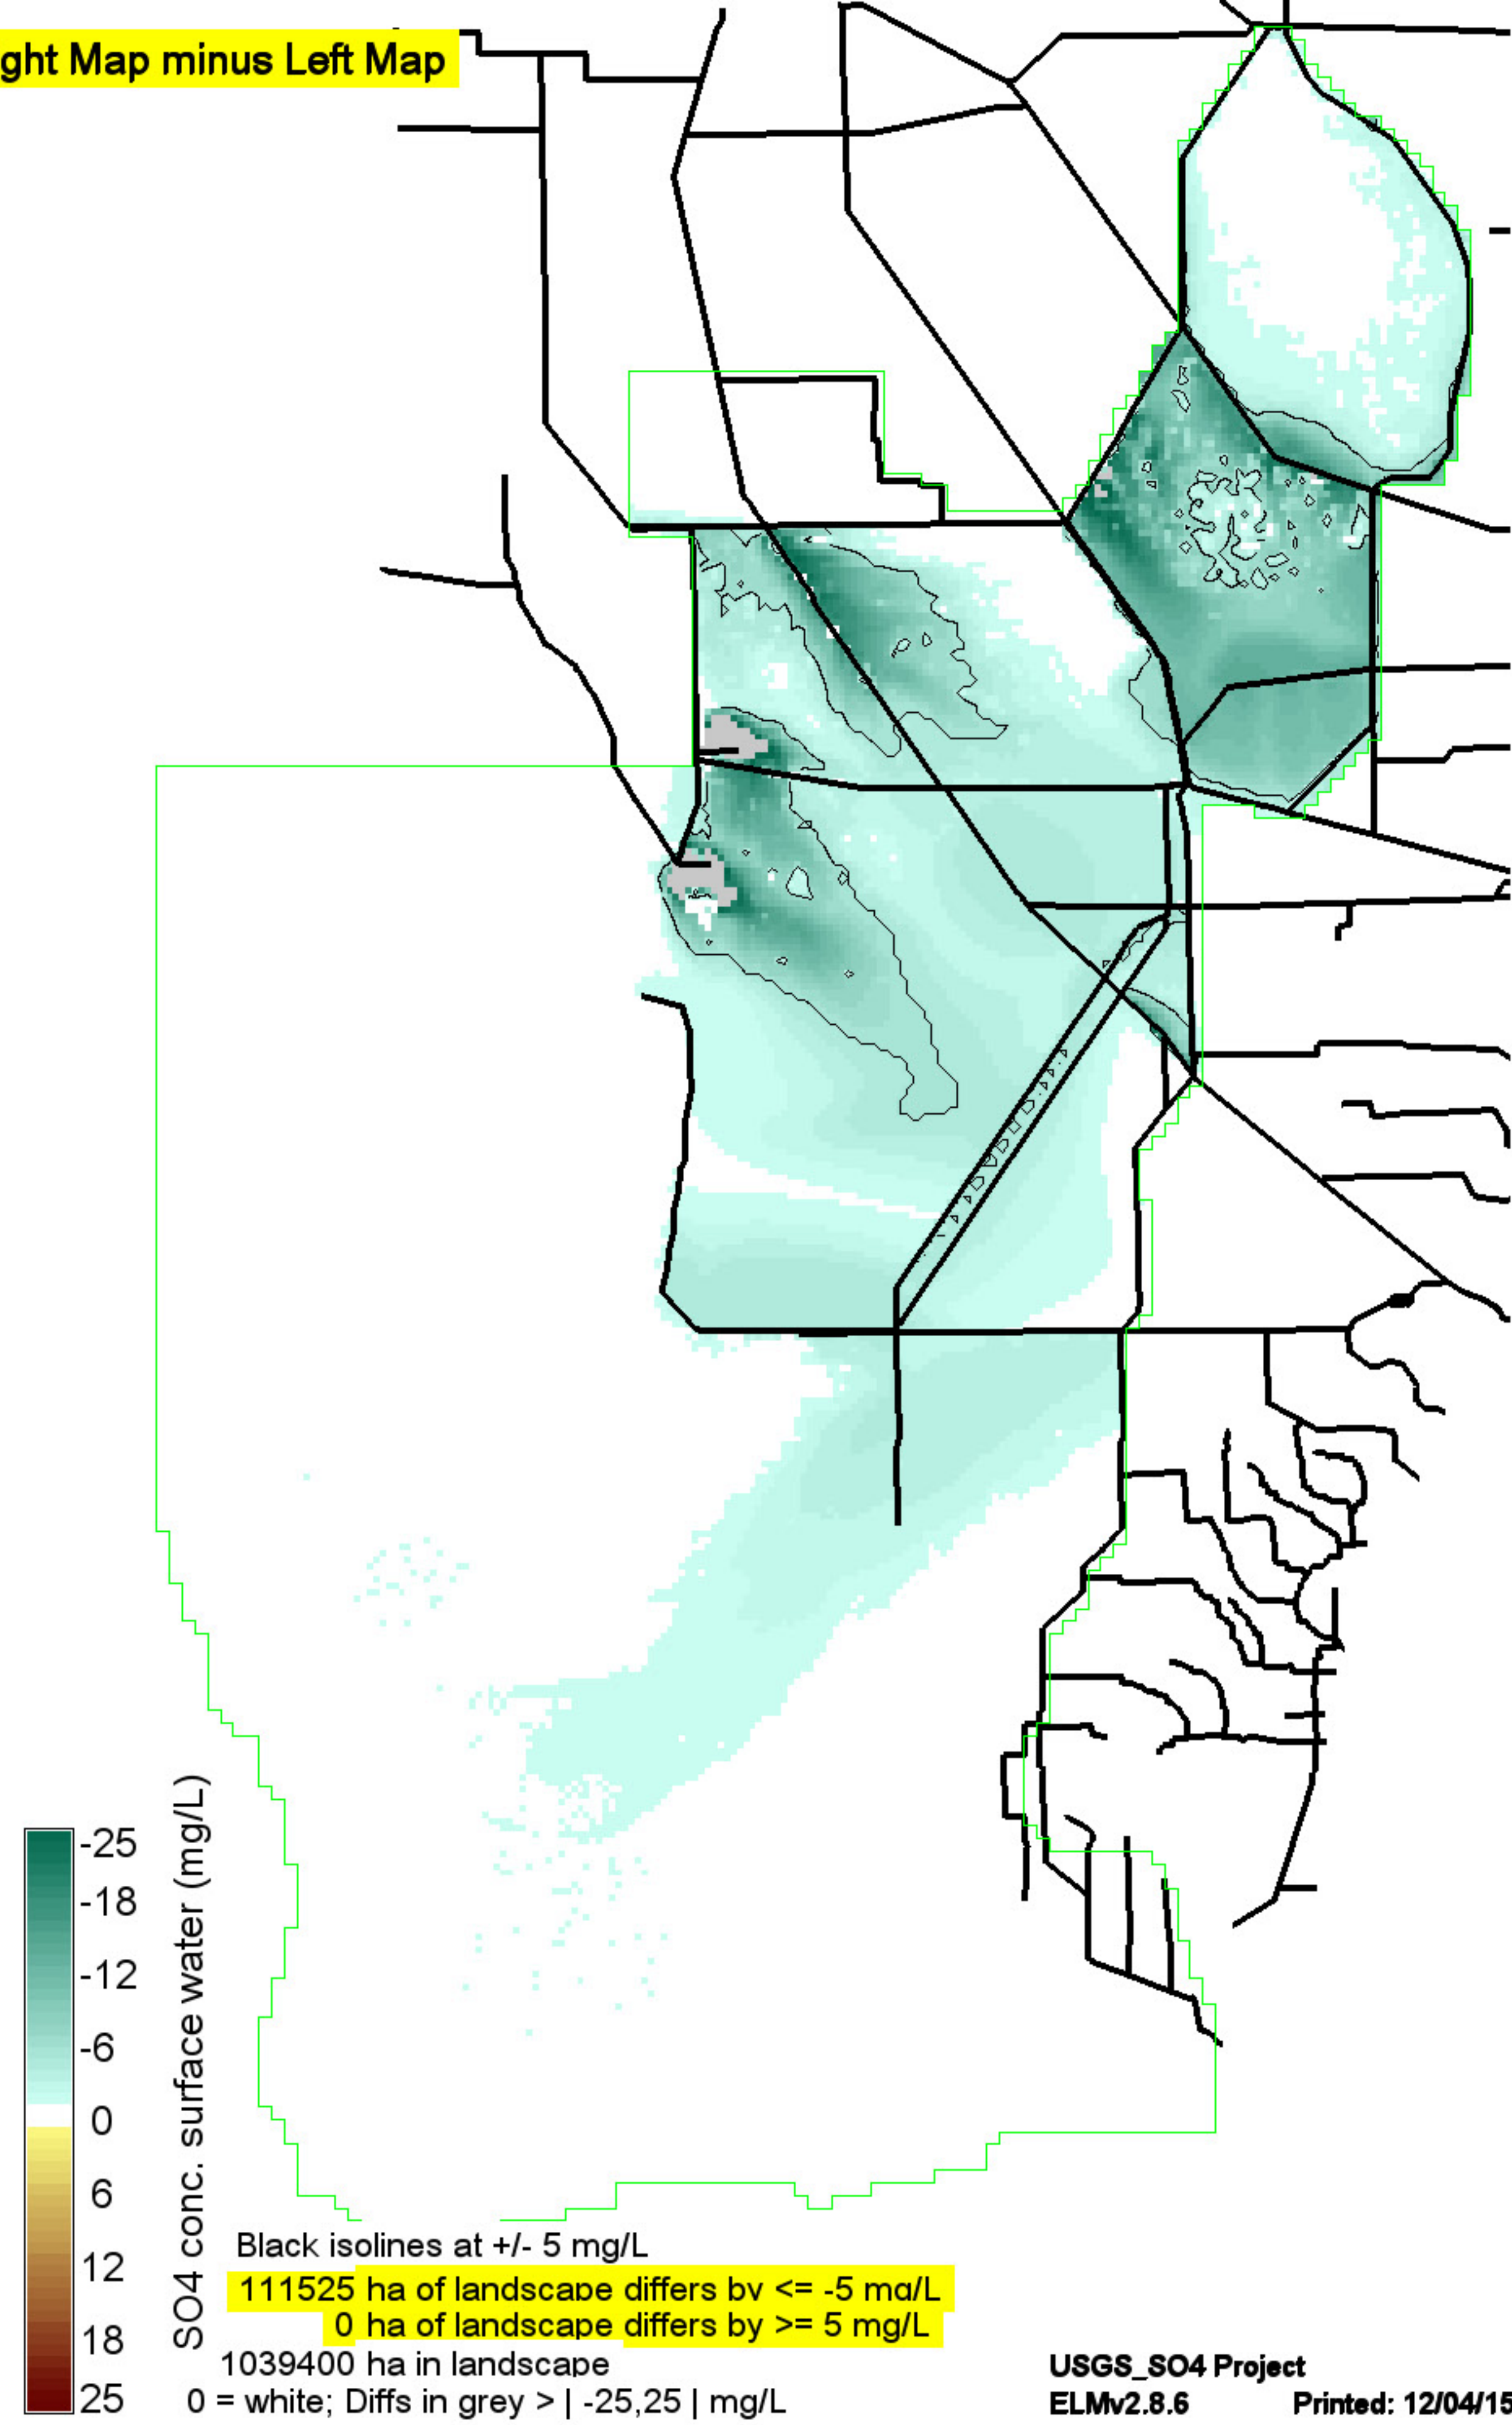 ght Map minus Left Map
-25
-18
-12
-6
0
6
12
18
25
SO4 conc. surface water (mg/L)
Black isolines at +/- 5 mg/L
111525 ha of landscape differs by <= -5 mg/L
0 ha of landscape differs by >= 5 mg/L
1039400 ha in landscape
0 = white; Diffs in grey > | -25,25 | mg/L
USGS_SO4 Project
ELMv2.8.6 Printed: 12/04/15